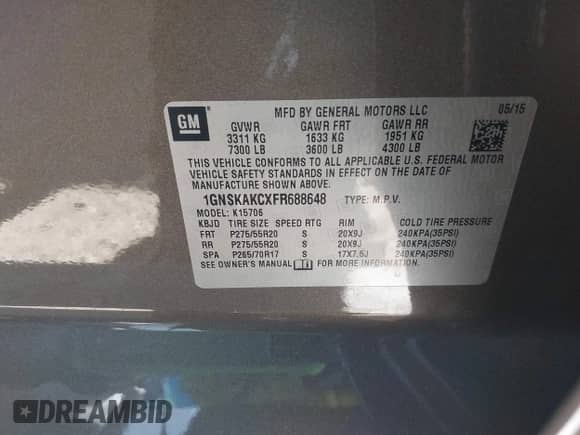 GM
MFD BY GENERAL MOTORS LLC 05/15
GVWR GAWR FRT GAWR RR
3311 KG 1633 KG 1951 KG
7300 LB 3600 LB 4300 LB
THIS VEHICLE CONFORMS TO ALL APPLICABLE U.S. FEDERAL MOTOR
VEHICLE SAFETY STANDARDS IN EFFECT ON THE DATE OF
MANUFACTURE SHOWN ABOVE.
1GNSKAKCXFR688648 TYPE: M.P.V.
MODEL: K15706
KBJD TIRE SIZE SPEED RTG RIM COLD TIRE PRESSURE
FRT P275/55R20 S 20X9J 240KPA(35PSI)
RR P275/55R20 S 20X9J 240KPA(35PSI)
SPA P265/70R17 S 17X7.5J 240KPA(35PSI)
SEE OWNER'S MANUAL FOR MORE INFORMATION.
DREAMBID